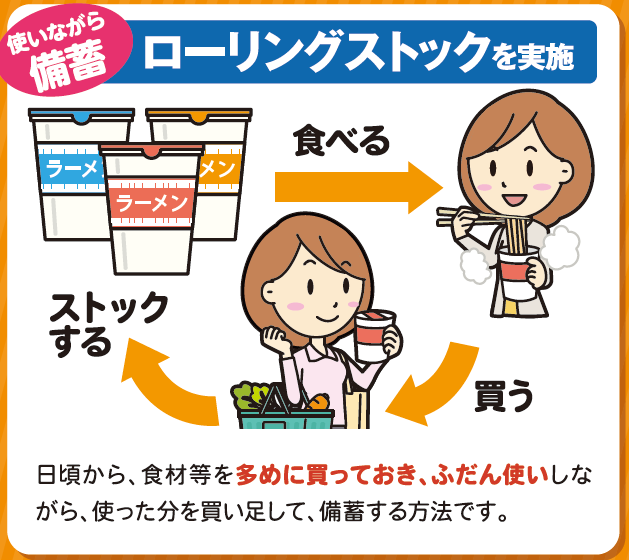 使いながら
備蓄
ローリングストックを実施
食べる
ラーメ
メン
ラーメン
ストック
する
買う
日頃から、食材等を多めに買っておき、ふだん使いしな
がら、使った分を買い足して、備蓄する方法です。